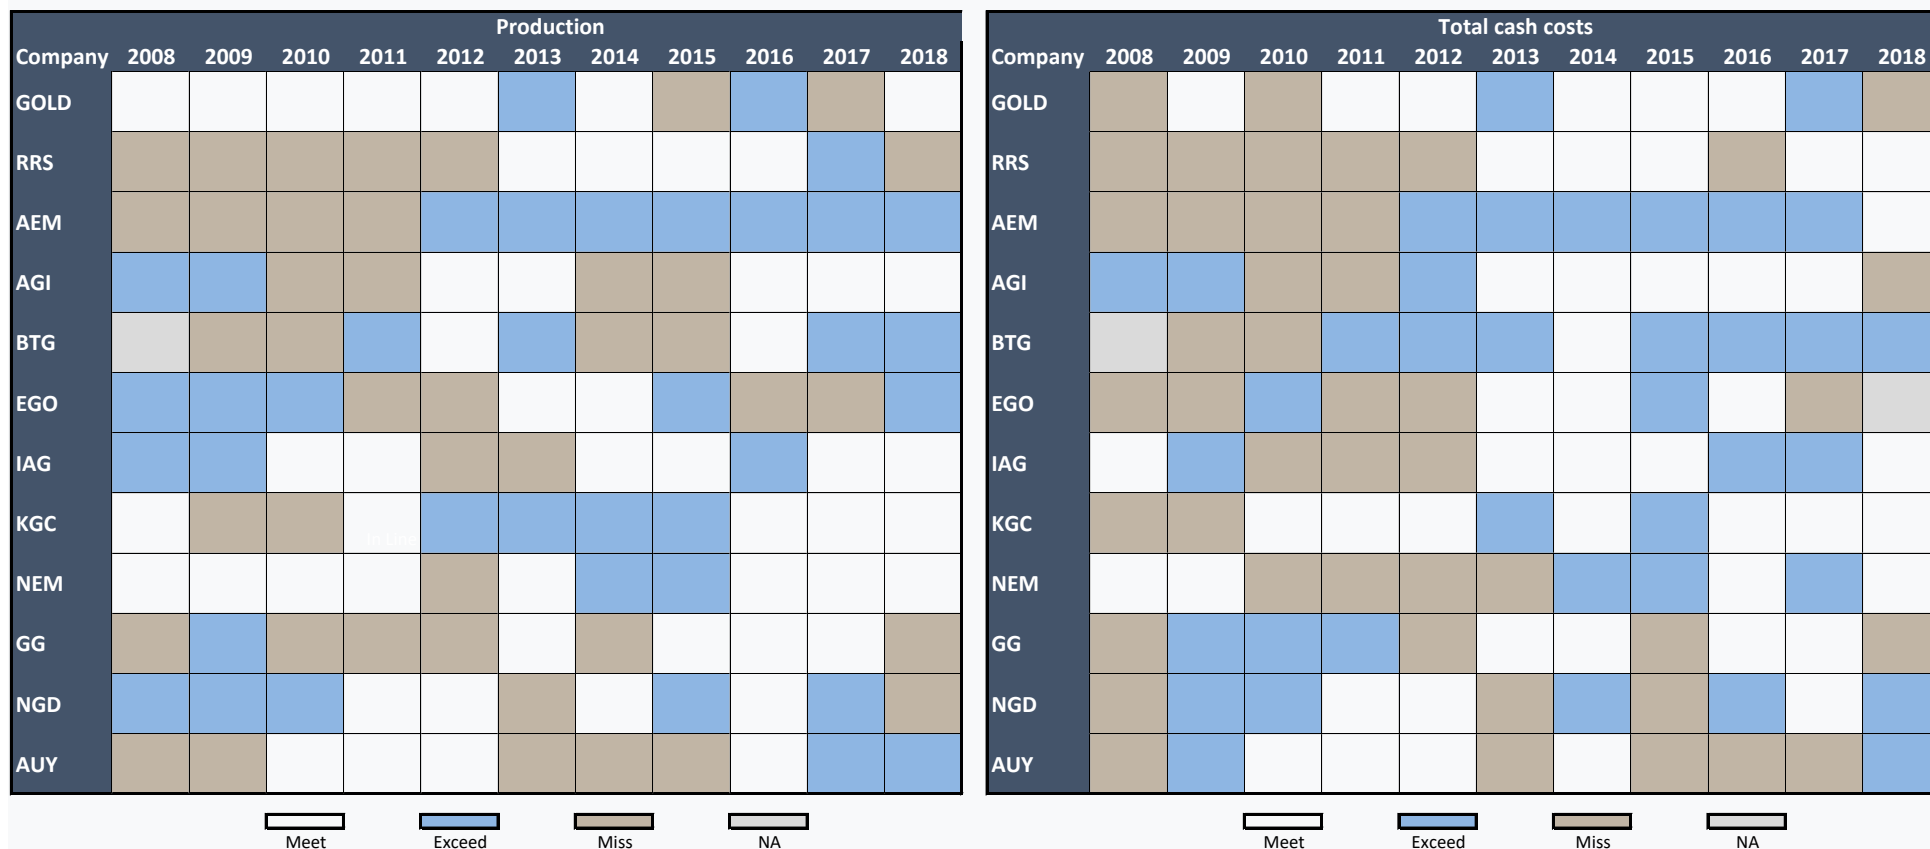 Production
Company 2008 2009 2010 2011 2012 2013 2014 2015 2016 2017 2018
GOLD
RRS
AEM
AGI
BTG
EGO
IAG
KGC
In Line
NEM
GG
NGD
AUY
Meet Exceed Miss NA
Total cash costs
Company 2008 2009 2010 2011 2012 2013 2014 2015 2016 2017 2018
GOLD
RRS
AEM
AGI
BTG
EGO
IAG
KGC
NEM
GG
NGD
AUY
Meet Exceed Miss NA